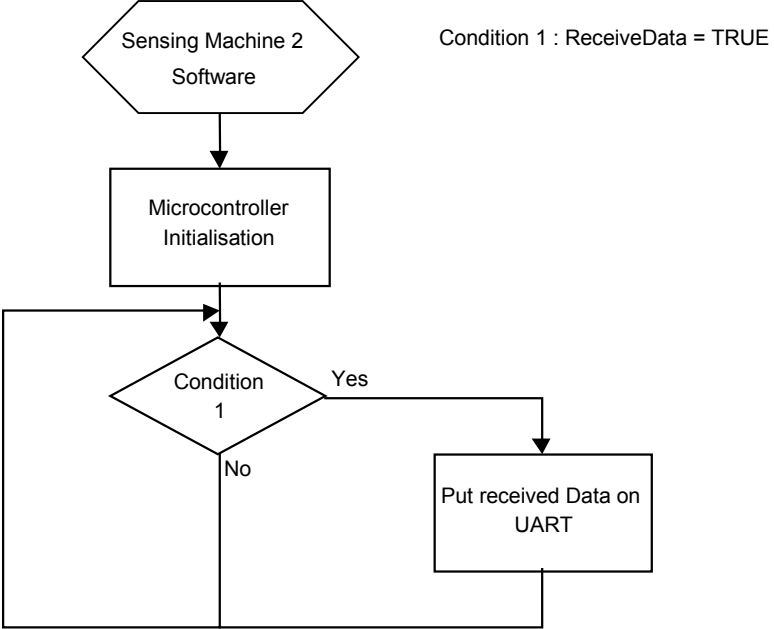 Sensing Machine 2
Software
Condition 1 : ReceiveData = TRUE
Microcontroller
Initialisation
Condition
1
Yes
No
Put received Data on
UART